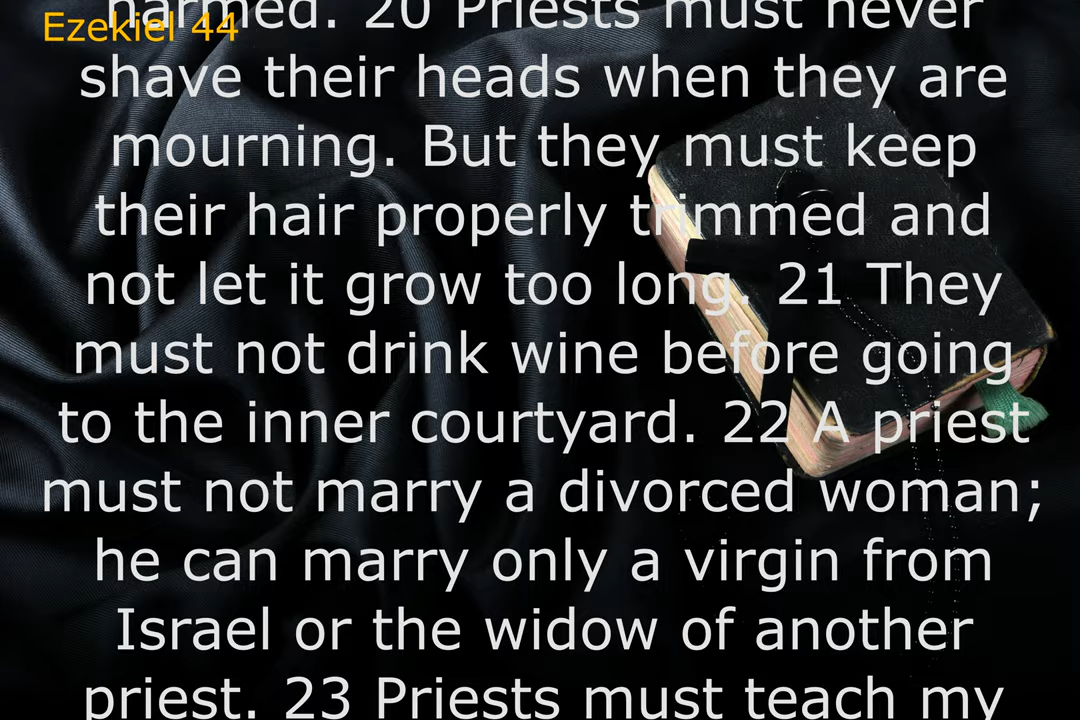 Ezekiel 44
harmed. 20 Priests must never
shave their heads when they are
mourning. But they must keep
their hair properly trimmed and
not let it grow too long. 21 They
must not drink wine before going
to the inner courtyard. 22 A priest
must not marry a divorced woman;
he can marry only a virgin from
Israel or the widow of another
priest. 23 Priests must teach my